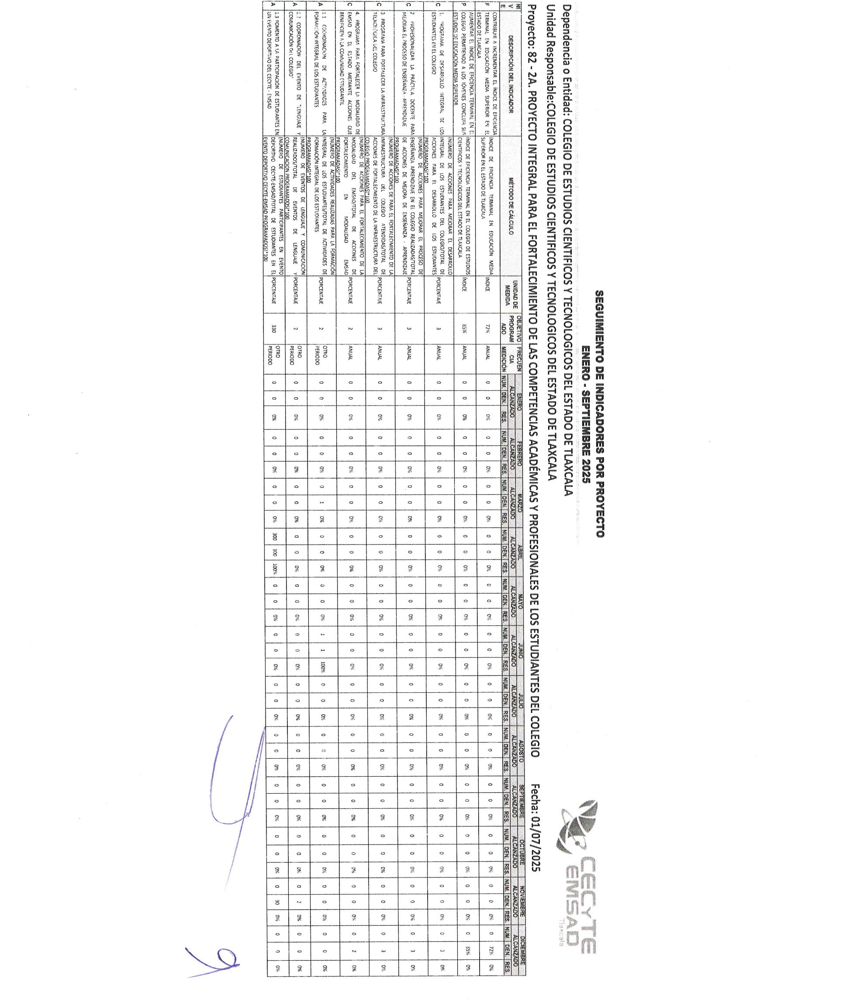 SEGUIMIENTO DE INDICADORES POR PROYECTO
ENERO - SEPTIEMBRE 2025
CECYTE
EMSAD
Tlaxcala
Dependencia o Entidad: COLEGIO DE ESTUDIOS CIENTIFICOS Y TECNOLOGICOS DEL ESTADO DE TLAXCALA
Unidad Responsable:COLEGIO DE ESTUDIOS CIENTIFICOS Y TECNOLOGICOS DEL ESTADO DE TLAXCALA
Proyecto: 82 - 2A. PROYECTO INTEGRAL PARA EL FORTALECIMIENTO DE LAS COMPETENCIAS ACADÉMICAS Y PROFESIONALES DE LOS ESTUDIANTES DEL COLEGIO Fecha: 01/07/2025
NI V E DESCRIPCIÓN DEL INDICADOR MÉTODO DE CÁLCULO UNIDAD DE MEDIDA OBJETIVO PROGRAM ADO FRECUEN CIA MEDICIÓN ENERO FEBRERO MARZO ABRIL MAYO JUNIO JULIO AGOSTO SEPTIEMBRE OCTUBRE NOVIEMBRE DICIEMBRE
ALCANZADO ALCANZADO ALCANZADO ALCANZADO ALCANZADO ALCANZADO ALCANZADO ALCANZADO ALCANZADO ALCANZADO ALCANZADO ALCANZADO
NUM. DEN. RES. NUM. DEN. RES. NUM. DEN. RES. NUM. DEN. RES. NUM. DEN. RES. NUM. DEN. RES. NUM. DEN. RES. NUM. DEN. RES. NUM. DEN. RES. NUM. DEN. RES. NUM. DEN. RES. NUM. DEN. RES.
F CONTRIBUIR A INCREMENTAR EL ÍNDICE DE EFICIENCIA
TERMINAL EN EDUCACIÓN MEDIA SUPERIOR EN EL
ESTADO DE TLAXCALA
ÍNDICE DE EFICIENCIA TERMINAL EN EDUCACIÓN MEDIA
SUPERIOR EN EL ESTADO DE TLAXCALA
INDICE 72% ANUAL 0 0 0% 0 0 0% 0 0 0% 0 0 0% 0 0 0% 0 0 0% 0 0 0% 0 0 0% 0 0 0% 0 0 0% 0 0 0% 0 72% 0%
P AUMENTAR EL ÍNDICE DE EFICIENCIA TERMINAL EN EL
COLEGIO PERMITIENDO A LOS JÓVENES CONCLUIR SUS
ESTUDIOS DE EDUCACIÓN MEDIA SUPERIOR
ÍNDICE DE EFICIENCIA TERMINAL EN EL COLEGIO DE ESTUDIOS
CIENTIFICOS Y TECNOLOGICOS DEL ESTADO DE TLAXCALA
ÍNDICE 85% ANUAL 0 0 0% 0 0 0% 0 0 0% 0 0 0% 0 0 0% 0 0 0% 0 0 0% 0 0 0% 0 0 0% 0 0 0% 0 0 0% 0 85% 0%
C 1. PROGRAMA DE DESARROLLO INTEGRAL DE LOS
ESTUDIANTES EN EL COLEGIO
(NUMERO DE ACCIONES PARA MEJORAR EL DESARROLLO
INTEGRAL DE LOS ESTUDIANTES DEL COLEGIO/TOTAL DE
ACCIONES PARA EL DESARROLLO DE LOS ESTUDIANTES
PROGRAMADAS)*100
PORCENTAJE 3 ANUAL 0 0 0% 0 0 0% 0 0 0% 0 0 0% 0 0 0% 0 0 0% 0 0 0% 0 0 0% 0 0 0% 0 0 0% 0 0 0% 0 3 0%
C 2 PROFESIONALIZAR LA PRÁCTICA DOCENTE PARA
MEJORAR EL PROCESO DE ENSEÑANZA - APRENDIZAJE
(NÚMERO DE ACCIONES PARA MEJORAR EL PROCESO DE
ENSEÑANZA APRENDIZAJE EN EL COLEGIO REALIZADAS/TOTAL
DE ACCIONES DE MEJORA DE ENSEÑANZA - APRENDIZAJE
PROGRAMADAS)*100
PORCENTAJE 3 ANUAL 0 0 0% 0 0 0% 0 0 0% 0 0 0% 0 0 0% 0 0 0% 0 0 0% 0 0 0% 0 0 0% 0 0 0% 0 0 0% 0 3 0%
C 3 PROGRAMA PARA FORTALECER LA INFRAESTRUCTURA
TECNOLÓGICA DEL COLEGIO
(NÚMERO DE ACCIONES DE PARA EL FORTALECIMIENTO DE LA
INFRAESTRUCTURA DEL COLEGIO ATENDIDAS/TOTAL DE
ACCIONES DE FORTALECIMIENTO DE LA INFRAESTRUCTURA DEL
COLEGIO PROGRAMADAS)*100
PORCENTAJE 3 ANUAL 0 0 0% 0 0 0% 0 0 0% 0 0 0% 0 0 0% 0 0 0% 0 0 0% 0 0 0% 0 0 0% 0 0 0% 0 0 0% 0 3 0%
C 4. PROGRAMA PARA FORTALECER LA MODALIDAD DE
EMSAD EN EL ESTADO MEDIANTE ACCIONES QUE
BENEFICIEN A LA COMUNIDAD ESTUDIANTIL
(NÚMERO DE ACCIONES PARA EL FORTALECIMIENTO DE LA
MODALIDAD DEL EMSAD/TOTAL DE ACCIONES DE
FORTALECIMIENTO EN MODALIDAD EMSAD
PROGRAMADAS)*100
PORCENTAJE 2 ANUAL 0 0 0% 0 0 0% 0 0 0% 0 0 0% 0 0 0% 0 0 0% 0 0 0% 0 0 0% 0 0 0% 0 0 0% 0 0 0% 0 2 0%
A 1.1 COORDINACIÓN DE ACTIVIDADES PARA LA
FORMACIÓN INTEGRAL DE LOS ESTUDIANTES
(NUMERO DE ACTIVIDADES REALIZADAS PARA LA FORMACIÓN
INTEGRAL DE LOS ESTUDIANTES/TOTAL DE ACTIVIDADES DE
FORMACIÓN INTEGRAL DE LOS ESTUDIANTES
PROGRAMADAS)*100
PORCENTAJE 2 OTRO PERIODO 0 0 0% 0 0 0% 0 1 0% 0 0 0% 0 0 0% 1 1 100% 0 0 0% 0 0 0% 0 0 0% 0 0 0% 0 0 0% 0 0 0%
A 1.2 COORDINACIÓN DEL EVENTO DE "LENGUAJE Y
COMUNICACIÓN DEL COLEGIO"
(NUMERO DE EVENTOS DE LENGUAJE Y COMUNICACIÓN
REALIZADOS/TOTAL DE EVENTOS DE LENGUAJE Y
COMUNICACIÓN PROGRAMADOS)*100
PORCENTAJE 2 OTRO PERIODO 0 0 0% 0 0 0% 0 0 0% 0 0 0% 0 0 0% 0 0 0% 0 0 0% 0 0 0% 0 0 0% 0 0 0% 0 2 0% 0 0 0%
A 1.3 FOMENTO A LA PARTICIPACIÓN DE ESTUDIANTES EN
UN EVENTO DEPORTIVO DEL CECYTE - EMSAD
(NÚMERO DE ESTUDIANTES PARTICIPANTES EN EVENTO
DEPORTIVO CECYTE-EMSAD/TOTAL DE ESTUDIANTES EN EL
EVENTO DEPORTIVO CECYTE-EMSAD PROGRAMADOS)*100
PORCENTAJE 330 OTRO PERIODO 0 0 0% 0 0 0% 0 0 0% 300 300 100% 0 0 0% 0 0 0% 0 0 0% 0 0 0% 0 0 0% 0 0 0% 0 30 0% 0 0 0%